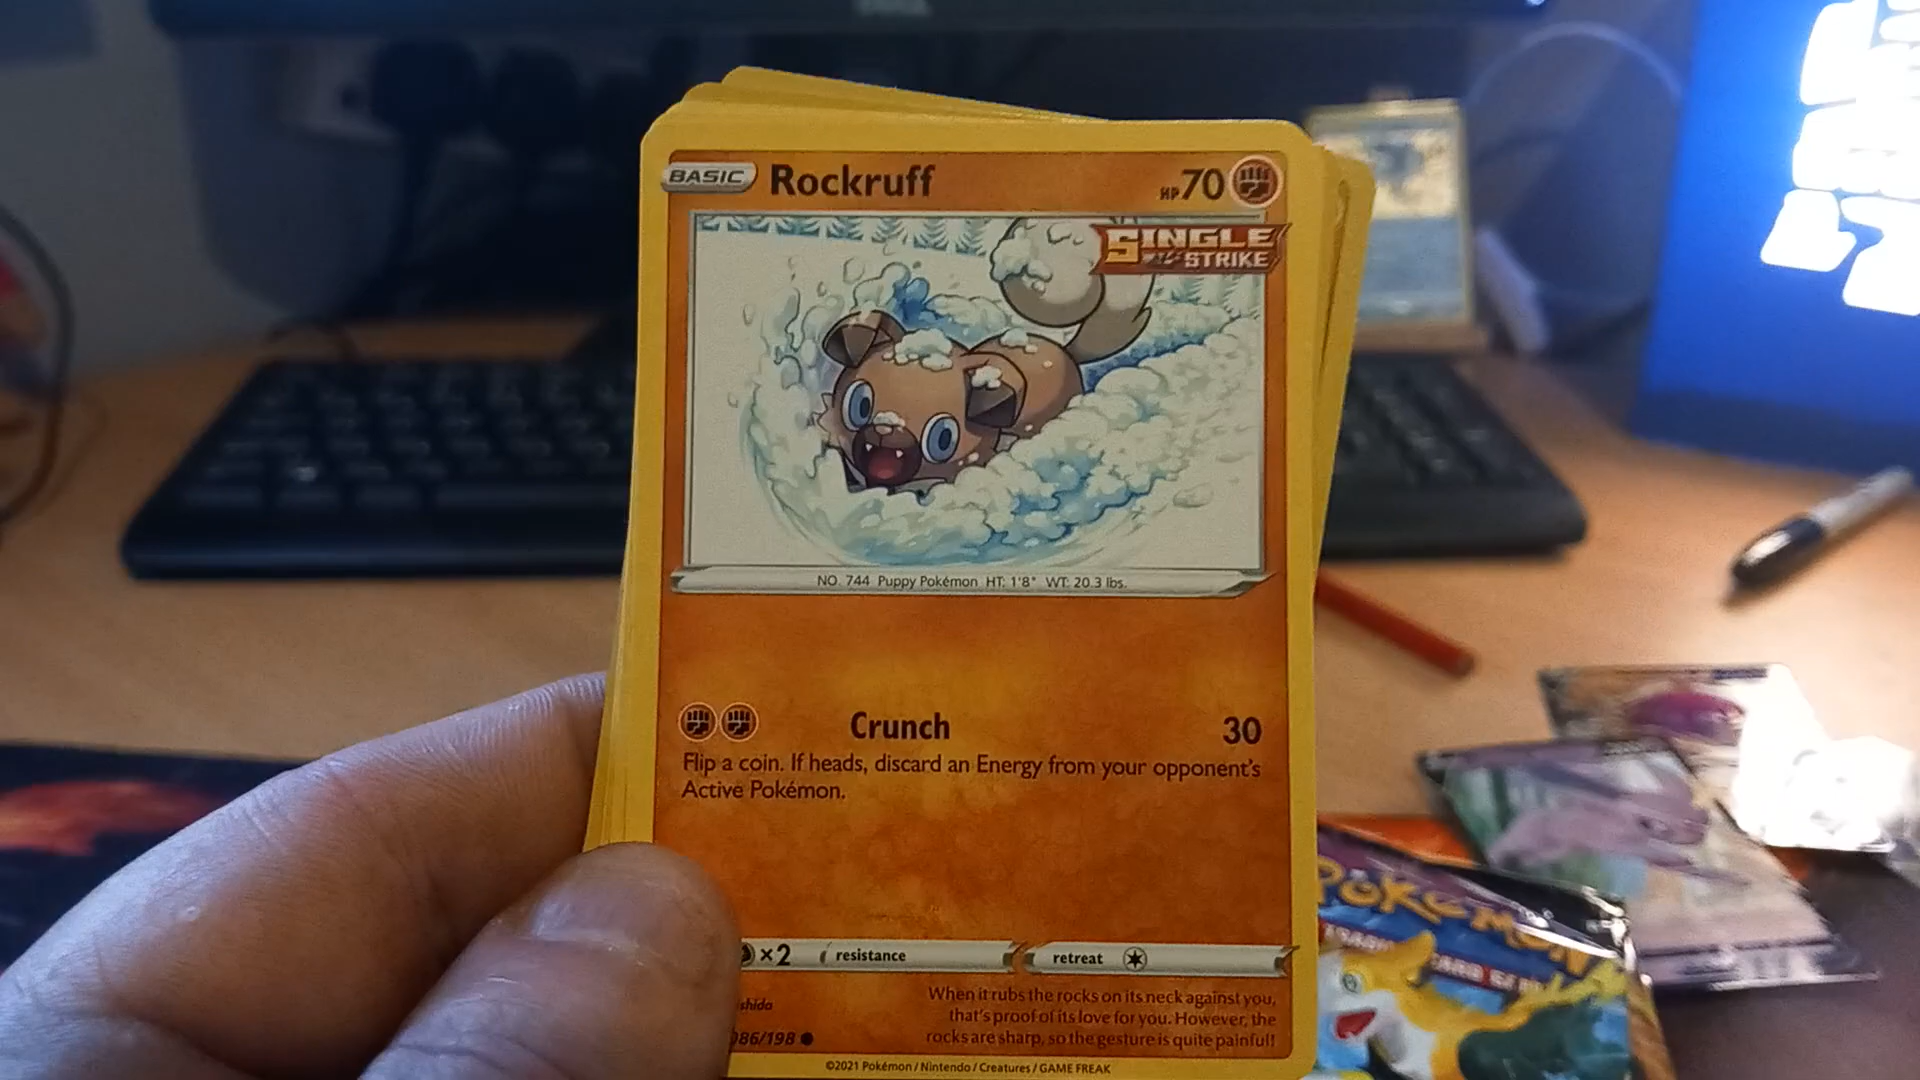 BASIC Rockruff HP 70
SINGLE
STRIKE
NO. 744 Puppy Pokémon HT: 1'8" WT: 20.3 lbs.
Crunch 30
Flip a coin. If heads, discard an Energy from your opponent's
Active Pokémon.
×2 resistance retreat
shida
When it rubs the rocks on its neck against you,
that's proof of its love for you. However, the
rocks are sharp, so the gesture is quite painful!
086/198
©2021 Pokémon / Nintendo / Creatures / GAME FREAK
POKÉMON